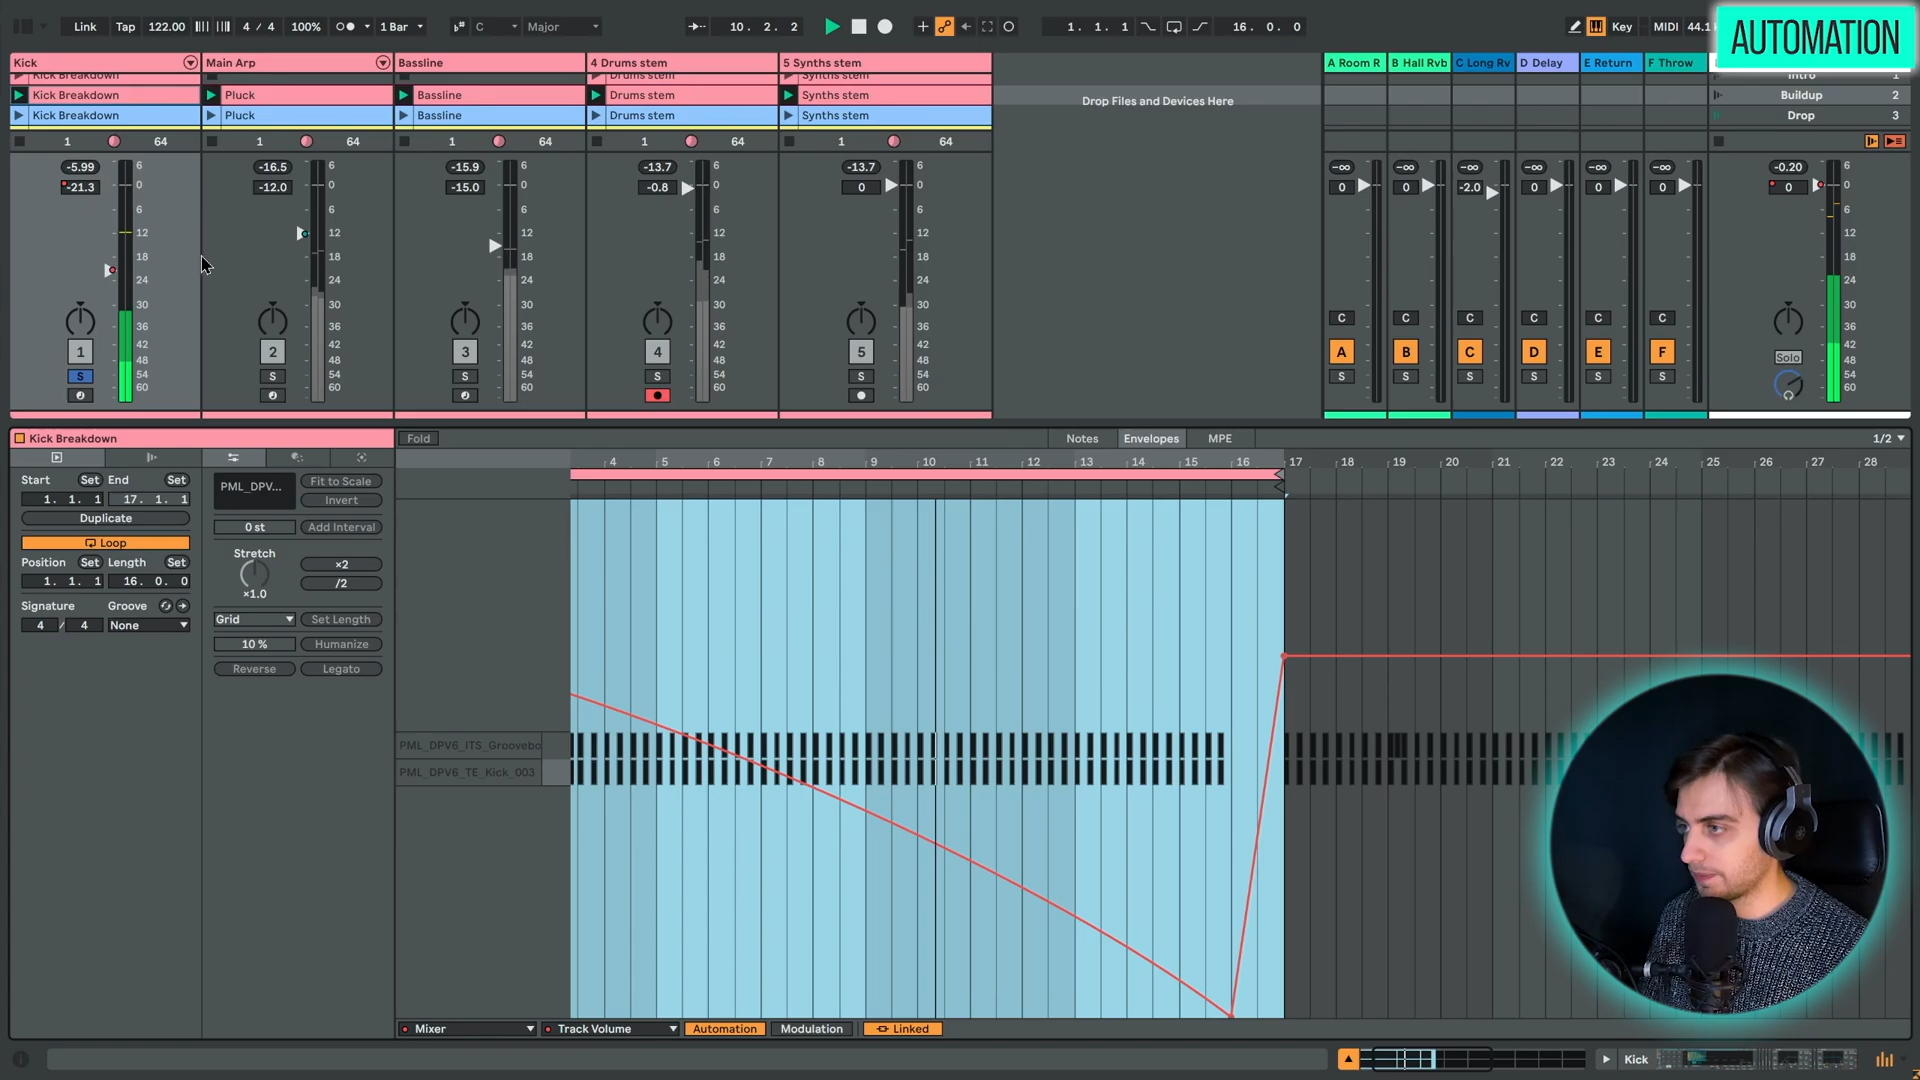 Link Tap 122.00 4 / 4 100% 1 Bar C Major 10. 2. 2 1. 1. 1 16. 0. 0 Key MIDI 44.1
AUTOMATION
Kick Main Arp Bassline 4 Drums stem 5 Synths stem A Room R B Hall Rvb C Long Rv D Delay E Return F Throw
Kick Breakdown Intro 1
Kick Breakdown Pluck Bassline Drums stem Synths stem Buildup 2
Kick Breakdown Pluck Bassline Drums stem Synths stem Drop 3
Drop Files and Devices Here
1 64 1 64 1 64 1 64 1 64
-5.99 6 -16.5 6 -15.9 6 -13.7 6 -13.7 6 -∞ -∞ -∞ -∞ -∞ -∞ -0.20 6
-21.3 0 -12.0 0 -15.0 0 -0.8 0 0 0 0 0 -2.0 0 0 0 0 0
6 6 6 6 6 6
12 12 12 12 12 12
18 18 18 18 18 18
24 24 24 24 24 24
30 30 30 30 30 30
36 36 36 36 36 C C C C C C 36
42 42 42 42 42 42
1 2 3 4 5 A B C D E F
48 48 48 48 48 Solo 48
S 54 S 54 S 54 S 54 S 54 S S S S S S 54
60 60 60 60 60 60
Kick Breakdown Fold Notes Envelopes MPE 1/2
4 5 6 7 8 9 10 11 12 13 14 15 16 17 18 19 20 21 22 23 24 25 26 27 28
Start Set End Set
1. 1. 1 17. 1. 1
Duplicate
Loop
Position Set Length Set
1. 1. 1 16. 0. 0
Signature Groove
4 / 4 None
PML_DPV... Fit to Scale
Invert
0 st Add Interval
Stretch
×2
/2
×1.0
Grid Set Length
10 % Humanize
Reverse Legato
PML_DPV6_ITS_Groovebo
PML_DPV6_TE_Kick_003
Mixer Track Volume Automation Modulation Linked
Kick